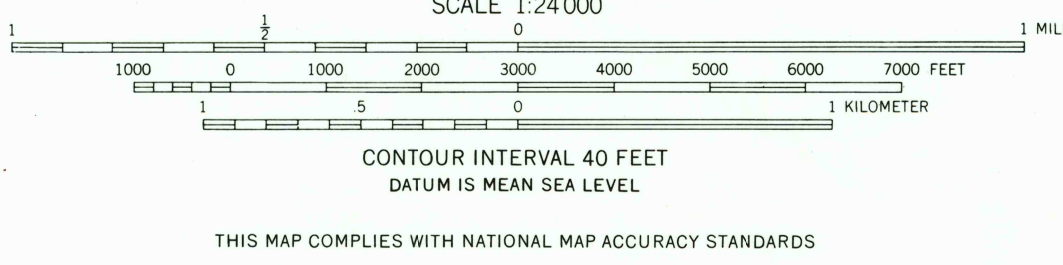 SCALE 1:24 000
1 1/2 0 1 MIL
1000 0 1000 2000 3000 4000 5000 6000 7000 FEET
1 .5 0 1 KILOMETER
CONTOUR INTERVAL 40 FEET
DATUM IS MEAN SEA LEVEL
THIS MAP COMPLIES WITH NATIONAL MAP ACCURACY STANDARDS